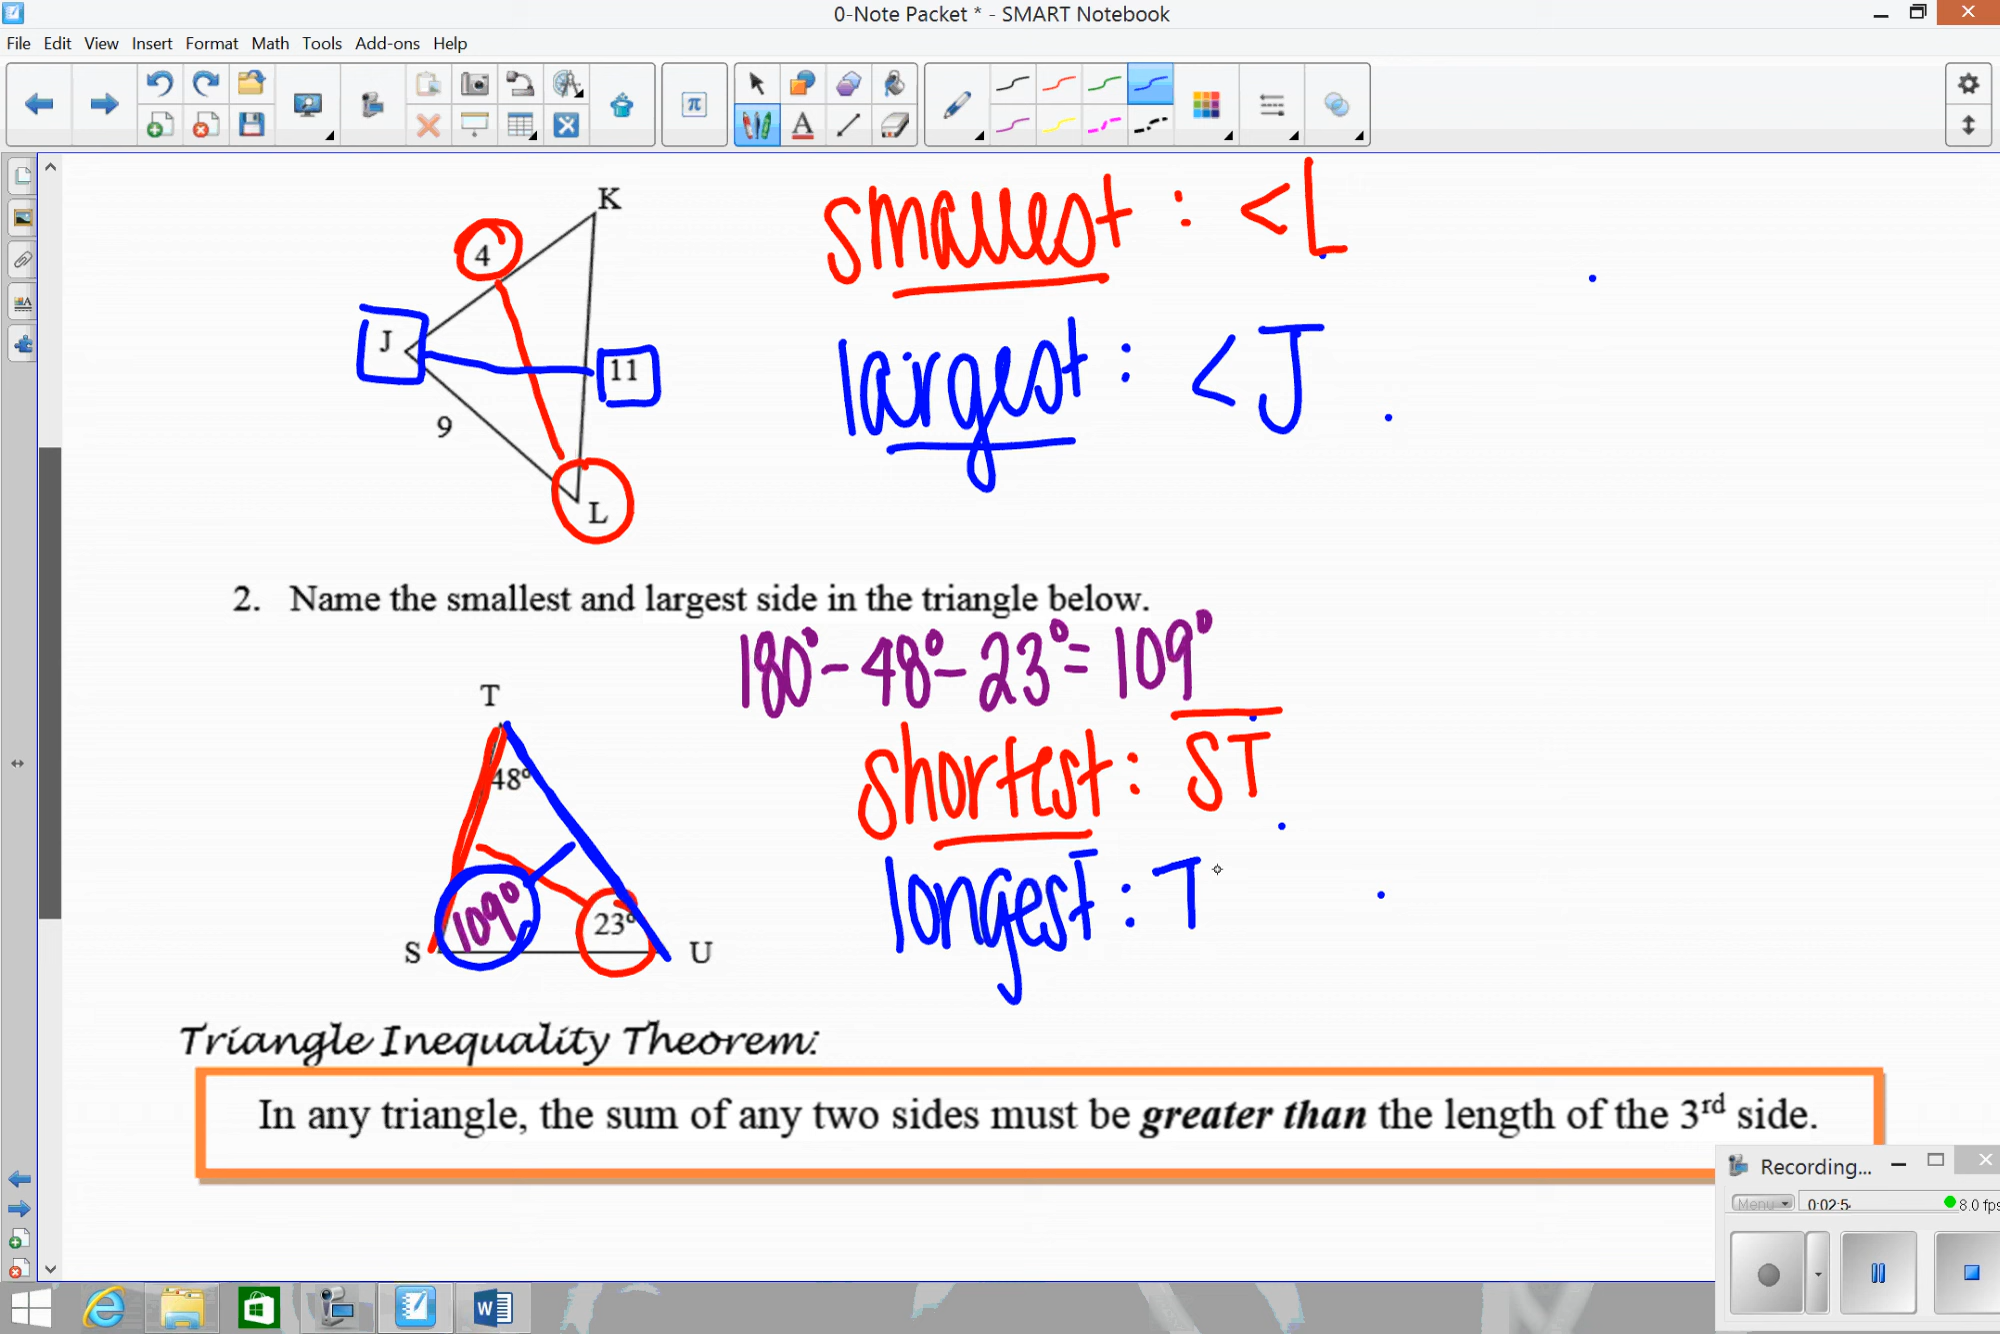 0-Note Packet * - SMART Notebook
File Edit View Insert Format Math Tools Add-ons Help
π
A
K
4
J
11
9
L
smallest : <L
largest : <J
2. Name the smallest and largest side in the triangle below.
180° - 48° - 23° = 109°
T
48°
109°
23°
S
U
shortest : ST
longest : T
Triangle Inequality Theorem:
In any triangle, the sum of any two sides must be greater than the length of the 3rd side.
Recording...
Menu
0:02:5
8.0 fps